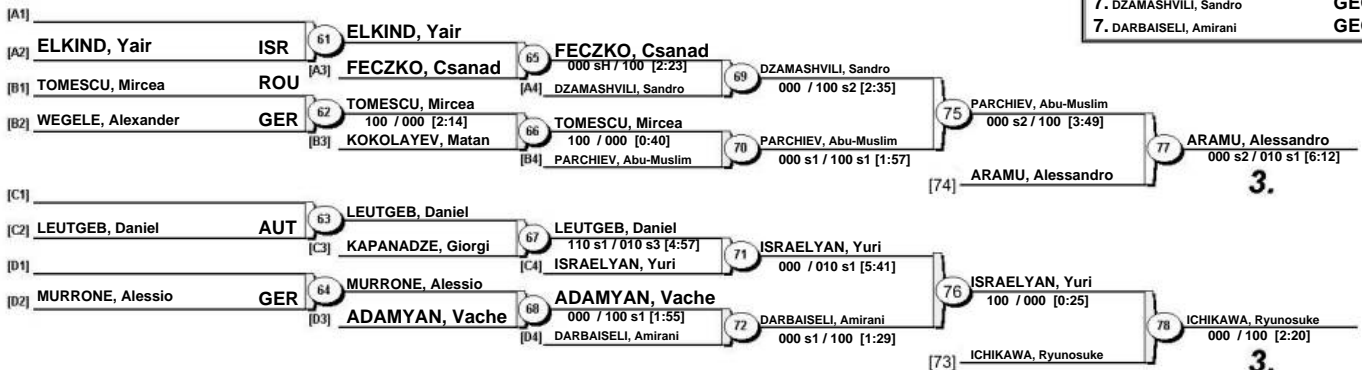 7. DZAMASHVILI, Sandro
7. DARBAISELI, Amirani
[A1]
[A2] ELKIND, Yair ISR
61
ELKIND, Yair
[A3] FECZKO, Csanad
65
FECZKO, Csanad
000 sH / 100 [2:23]
[A4] DZAMASHVILI, Sandro
69
DZAMASHVILI, Sandro
000 / 100 s2 [2:35]
[B1] TOMESCU, Mircea ROU
[B2] WEGELE, Alexander GER
62
TOMESCU, Mircea
100 / 000 [2:14]
[B3] KOKOLAYEV, Matan
66
TOMESCU, Mircea
100 / 000 [0:40]
[B4] PARCHIEV, Abu-Muslim
70
PARCHIEV, Abu-Muslim
000 s1 / 100 s1 [1:57]
75
PARCHIEV, Abu-Muslim
000 s2 / 100 [3:49]
[74] ARAMU, Alessandro
77
ARAMU, Alessandro
000 s2 / 010 s1 [6:12]
3.
[C1]
[C2] LEUTGEB, Daniel AUT
63
LEUTGEB, Daniel
[C3] KAPANADZE, Giorgi
67
LEUTGEB, Daniel
110 s1 / 010 s3 [4:57]
[C4] ISRAELYAN, Yuri
71
ISRAELYAN, Yuri
000 / 010 s1 [5:41]
[D1]
[D2] MURRONE, Alessio GER
64
MURRONE, Alessio
[D3] ADAMYAN, Vache
68
ADAMYAN, Vache
000 / 100 s1 [1:55]
[D4] DARBAISELI, Amirani
72
DARBAISELI, Amirani
000 s1 / 100 [1:29]
76
ISRAELYAN, Yuri
100 / 000 [0:25]
[73] ICHIKAWA, Ryunosuke
78
ICHIKAWA, Ryunosuke
000 / 100 [2:20]
3.